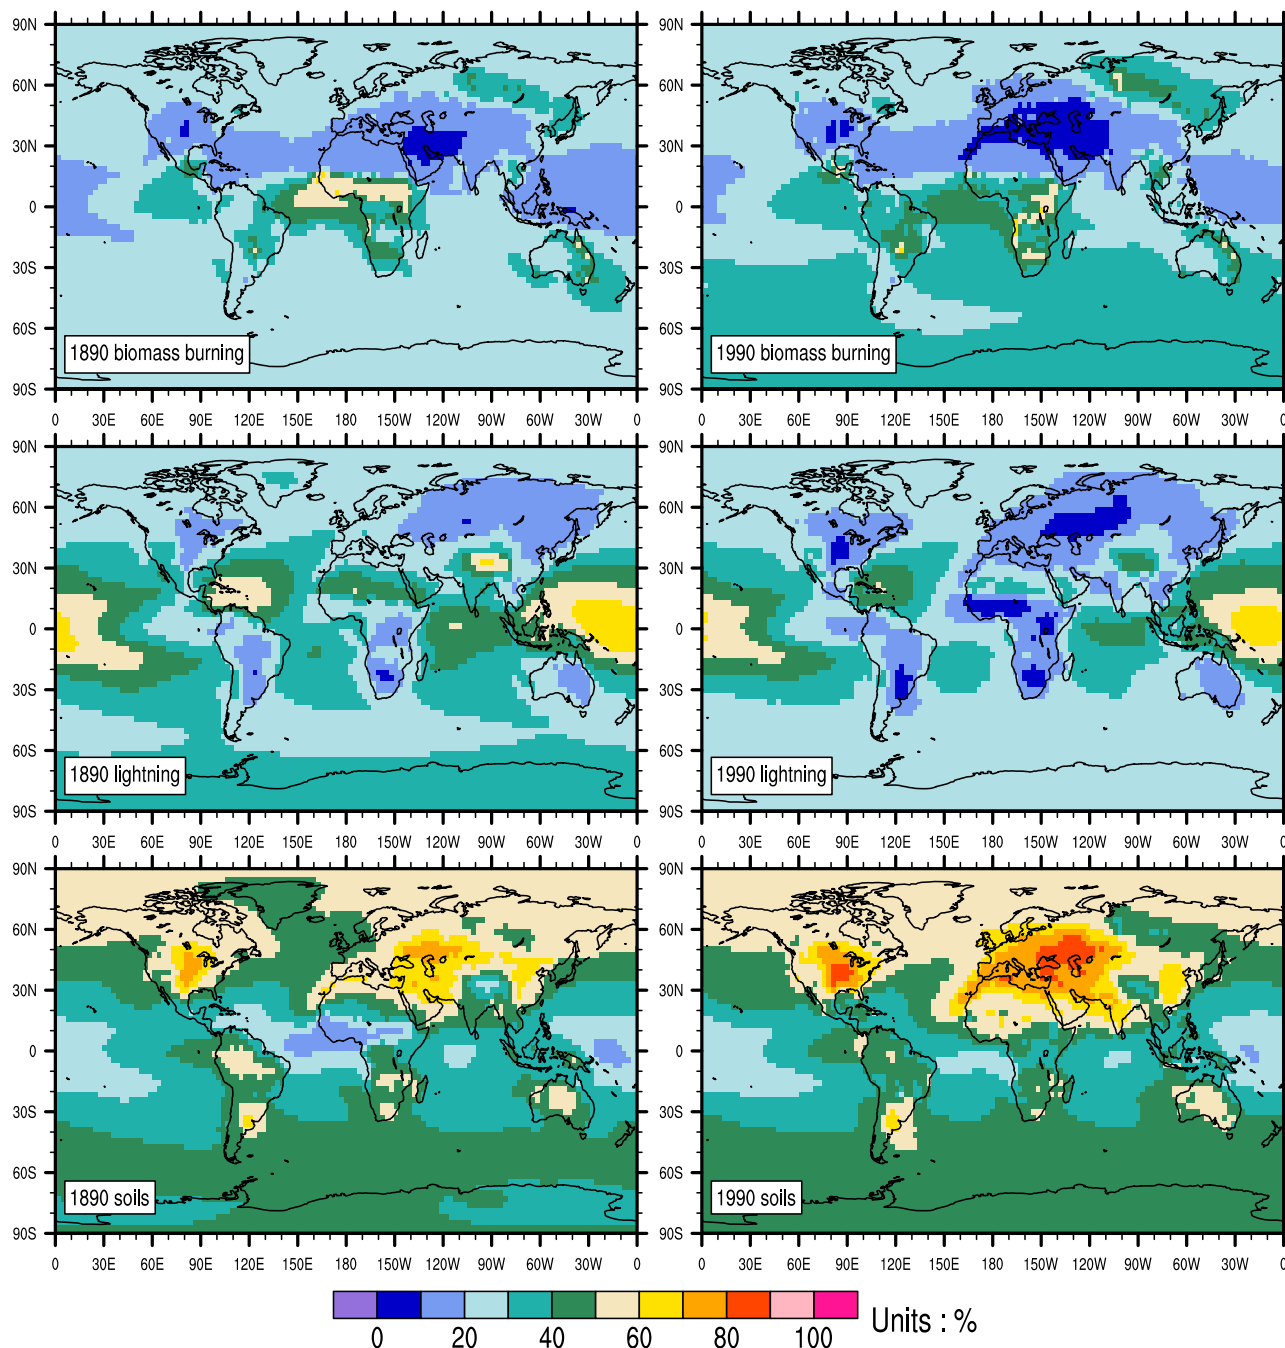 90N 90N
60N 60N
30N 30N
0 0
30S 30S
60S 60S
1890 biomass burning 1990 biomass burning
90S 90S
0 30E 60E 90E 120E 150E 180 150W 120W 90W 60W 30W 0 0 30E 60E 90E 120E 150E 180 150W 120W 90W 60W 30W 0
90N 90N
60N 60N
30N 30N
0 0
30S 30S
60S 60S
1890 lightning 1990 lightning
90S 90S
0 30E 60E 90E 120E 150E 180 150W 120W 90W 60W 30W 0 0 30E 60E 90E 120E 150E 180 150W 120W 90W 60W 30W 0
90N 90N
60N 60N
30N 30N
0 0
30S 30S
60S 60S
1890 soils 1990 soils
90S 90S
0 30E 60E 90E 120E 150E 180 150W 120W 90W 60W 30W 0 0 30E 60E 90E 120E 150E 180 150W 120W 90W 60W 30W 0
Units : %
0 20 40 60 80 100